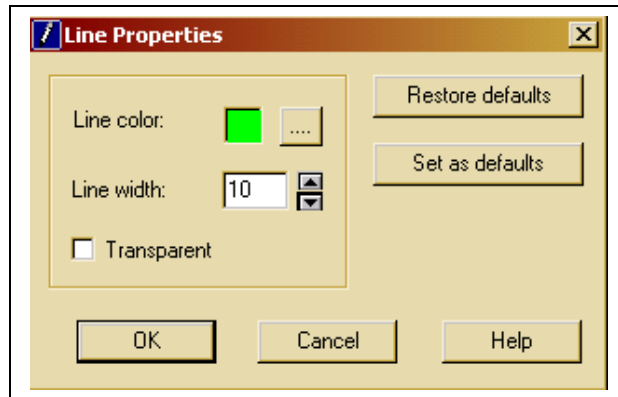 Line Properties
Line color:
....
Restore defaults
Line width:
10
Set as defaults
Transparent
OK
Cancel
Help